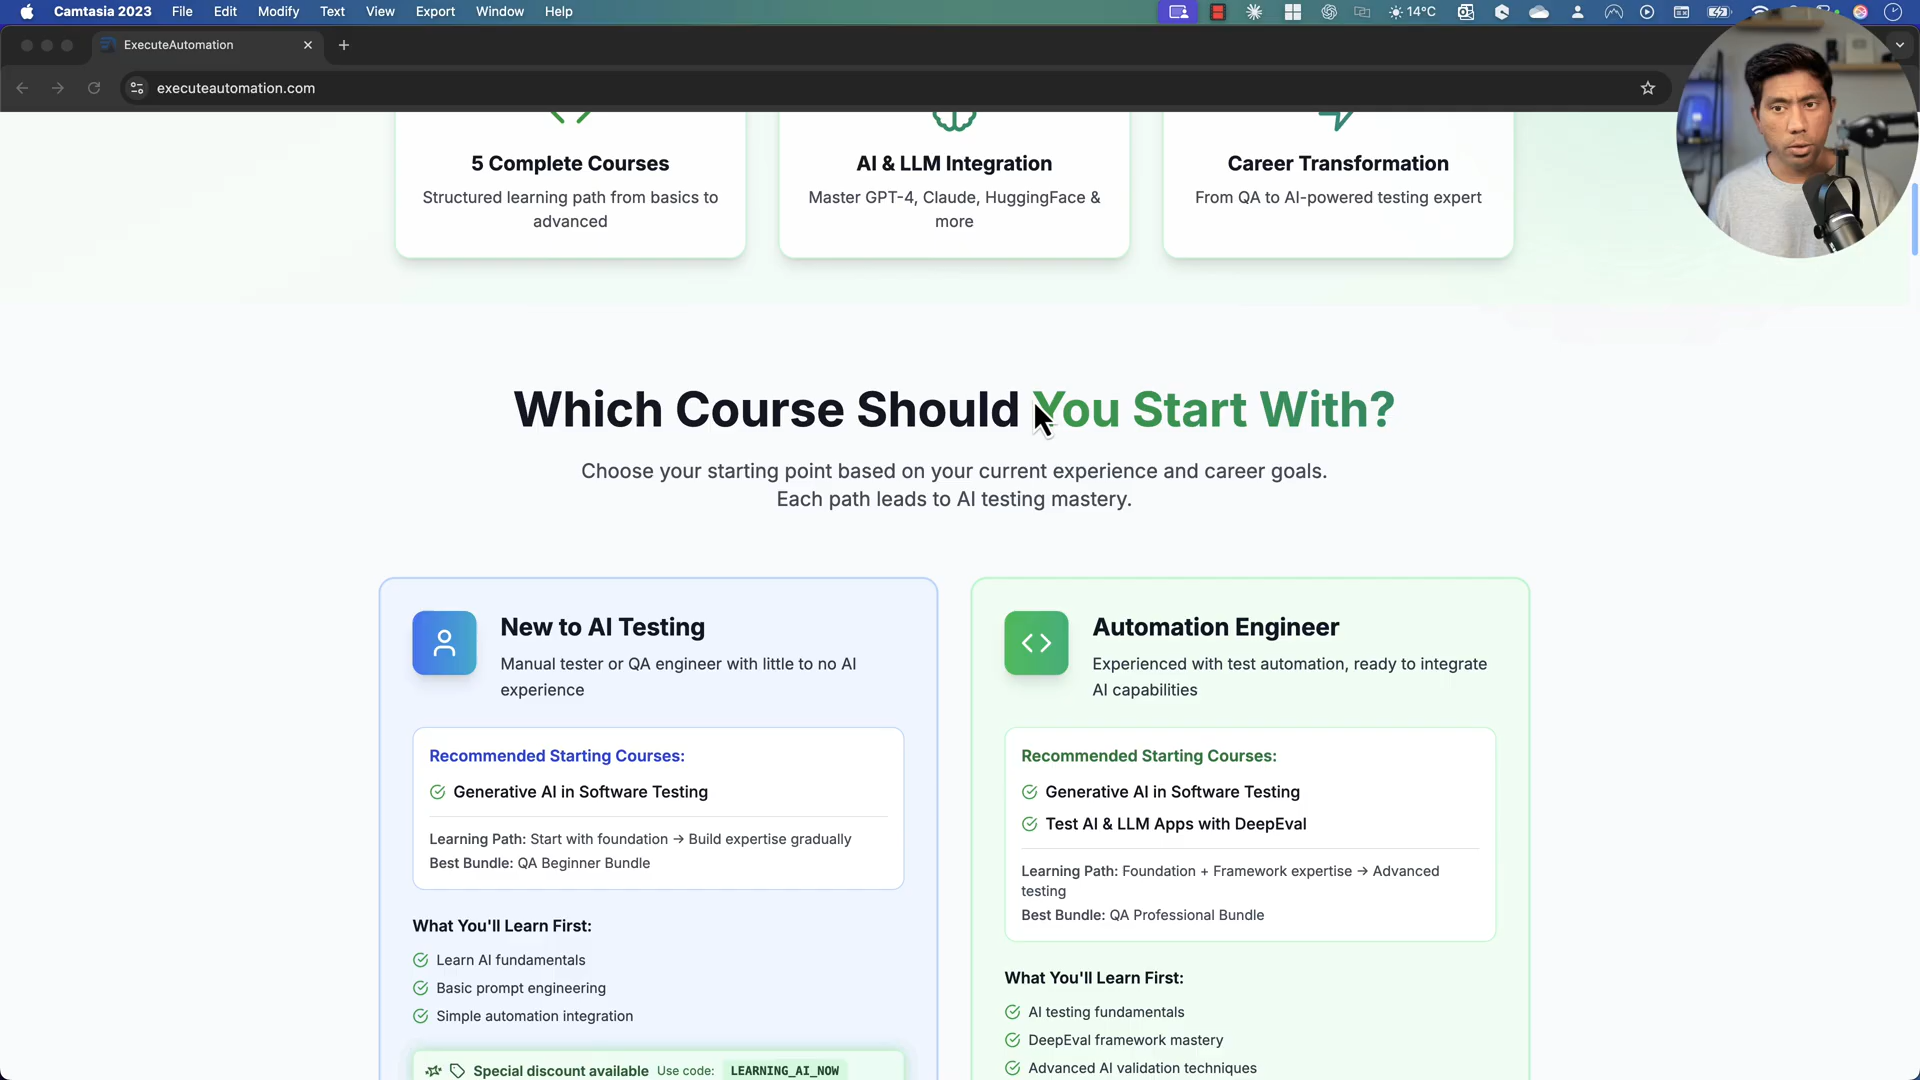 Camtasia 2023 File Edit Modify Text View Export Window Help 14°C
ExecuteAutomation
executeautomation.com
5 Complete Courses
Structured learning path from basics to
advanced
AI & LLM Integration
Master GPT-4, Claude, HuggingFace &
more
Career Transformation
From QA to AI-powered testing expert
Which Course Should You Start With?
Choose your starting point based on your current experience and career goals.
Each path leads to AI testing mastery.
New to AI Testing
Manual tester or QA engineer with little to no AI
experience
Recommended Starting Courses:
Generative AI in Software Testing
Learning Path: Start with foundation → Build expertise gradually
Best Bundle: QA Beginner Bundle
What You'll Learn First:
Learn AI fundamentals
Basic prompt engineering
Simple automation integration
Special discount available Use code: LEARNING_AI_NOW
Automation Engineer
Experienced with test automation, ready to integrate
AI capabilities
Recommended Starting Courses:
Generative AI in Software Testing
Test AI & LLM Apps with DeepEval
Learning Path: Foundation + Framework expertise → Advanced
testing
Best Bundle: QA Professional Bundle
What You'll Learn First:
AI testing fundamentals
DeepEval framework mastery
Advanced AI validation techniques